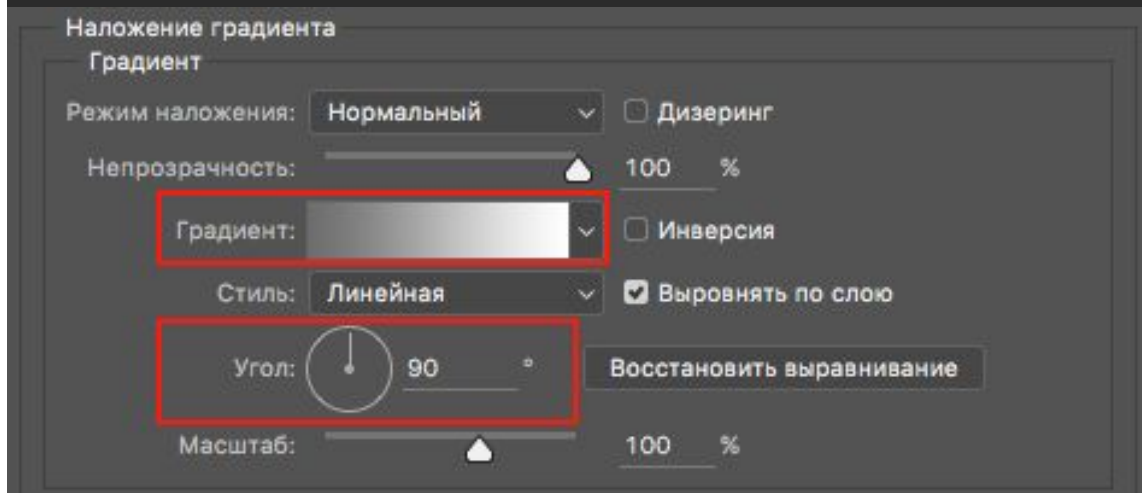 Наложение градиента
Градиент
Режим наложения: Нормальный Дизеринг
Непрозрачность: 100 %
Градиент: Инверсия
Стиль: Линейная Выровнять по слою
Угол: 90 ° Восстановить выравнивание
Масштаб: 100 %